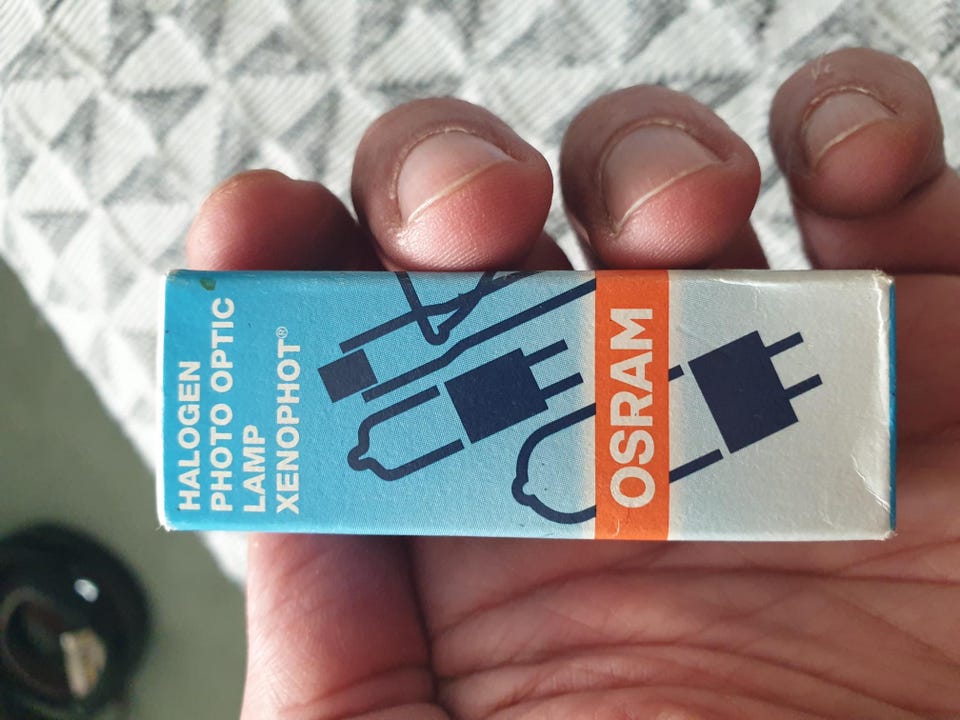 HALOGEN
PHOTO OPTIC
LAMP
XENOPHOT®
OSRAM